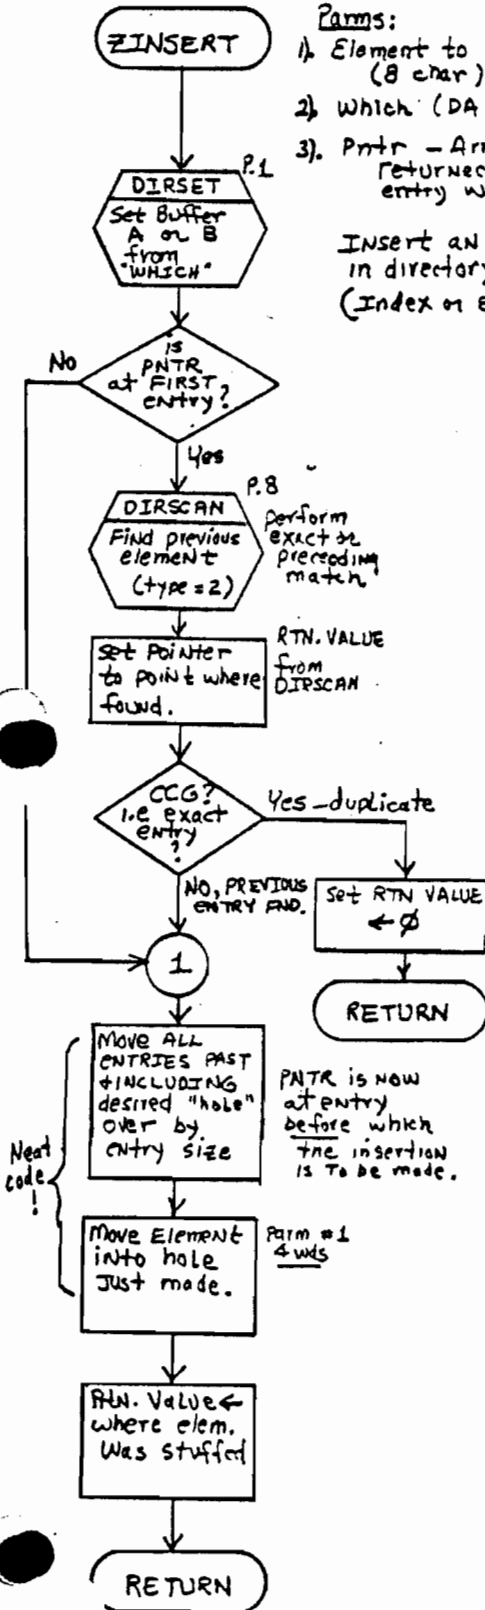 ZINSERT
Parms:
1). Element to
(8 char)
2). Which (DA
3). Pntr - Arr
returned
entry w
Insert an
in directory
(Index or E
P.1
DIRSET
Set Buffer
A or B
from
"WHICH"
is
PNTR
at FIRST
entry?
No
Yes
P.8
DIRSCAN
Find previous
element
(type = 2)
perform
exact or
preceding
match
set Pointer
to point where
found.
RTN. VALUE
from
DIRSCAN
CCG?
i.e exact
entry
?
Yes - duplicate
NO, PREVIOUS
ENTRY FND.
Set RTN VALUE
← Ø
RETURN
1
Move ALL
ENTRIES PAST
+ INCLUDING
desired "hole"
over by
entry size
PNTR is now
at entry
before which
the insertion
is to be made.
Neat
code
!
Move Element
into hole
Just made.
Parm #1
4 wds
Rtn. Value ←
where elem.
Was stuffed
RETURN